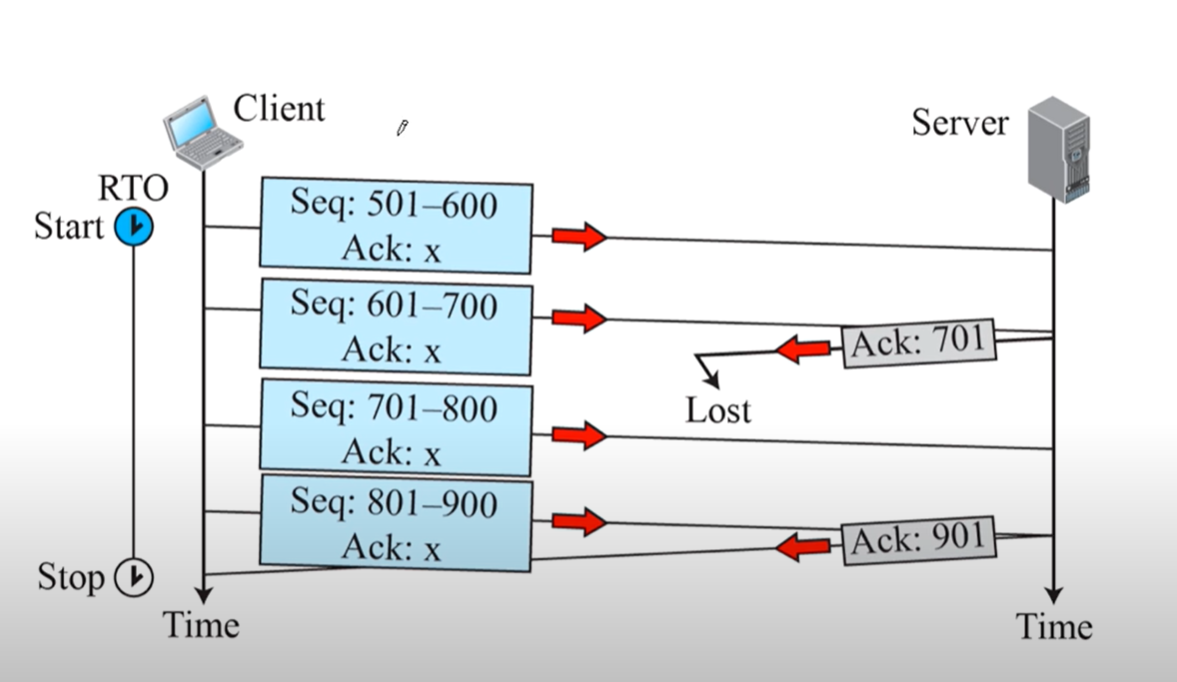 Client
Server
RTO
Start
Seq: 501–600
Ack: x
Seq: 601–700
Ack: x
Ack: 701
Lost
Seq: 701–800
Ack: x
Seq: 801–900
Ack: x
Ack: 901
Stop
Time
Time